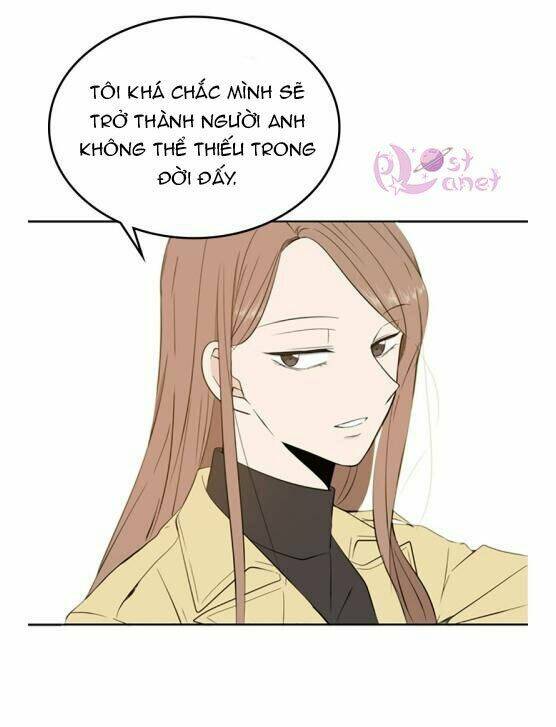 TÔI KHÁ CHẮC MÌNH SẼ
TRỞ THÀNH NGƯỜI ANH
KHÔNG THỂ THIẾU TRONG
ĐỜI ĐẤY.
Lost
Planet